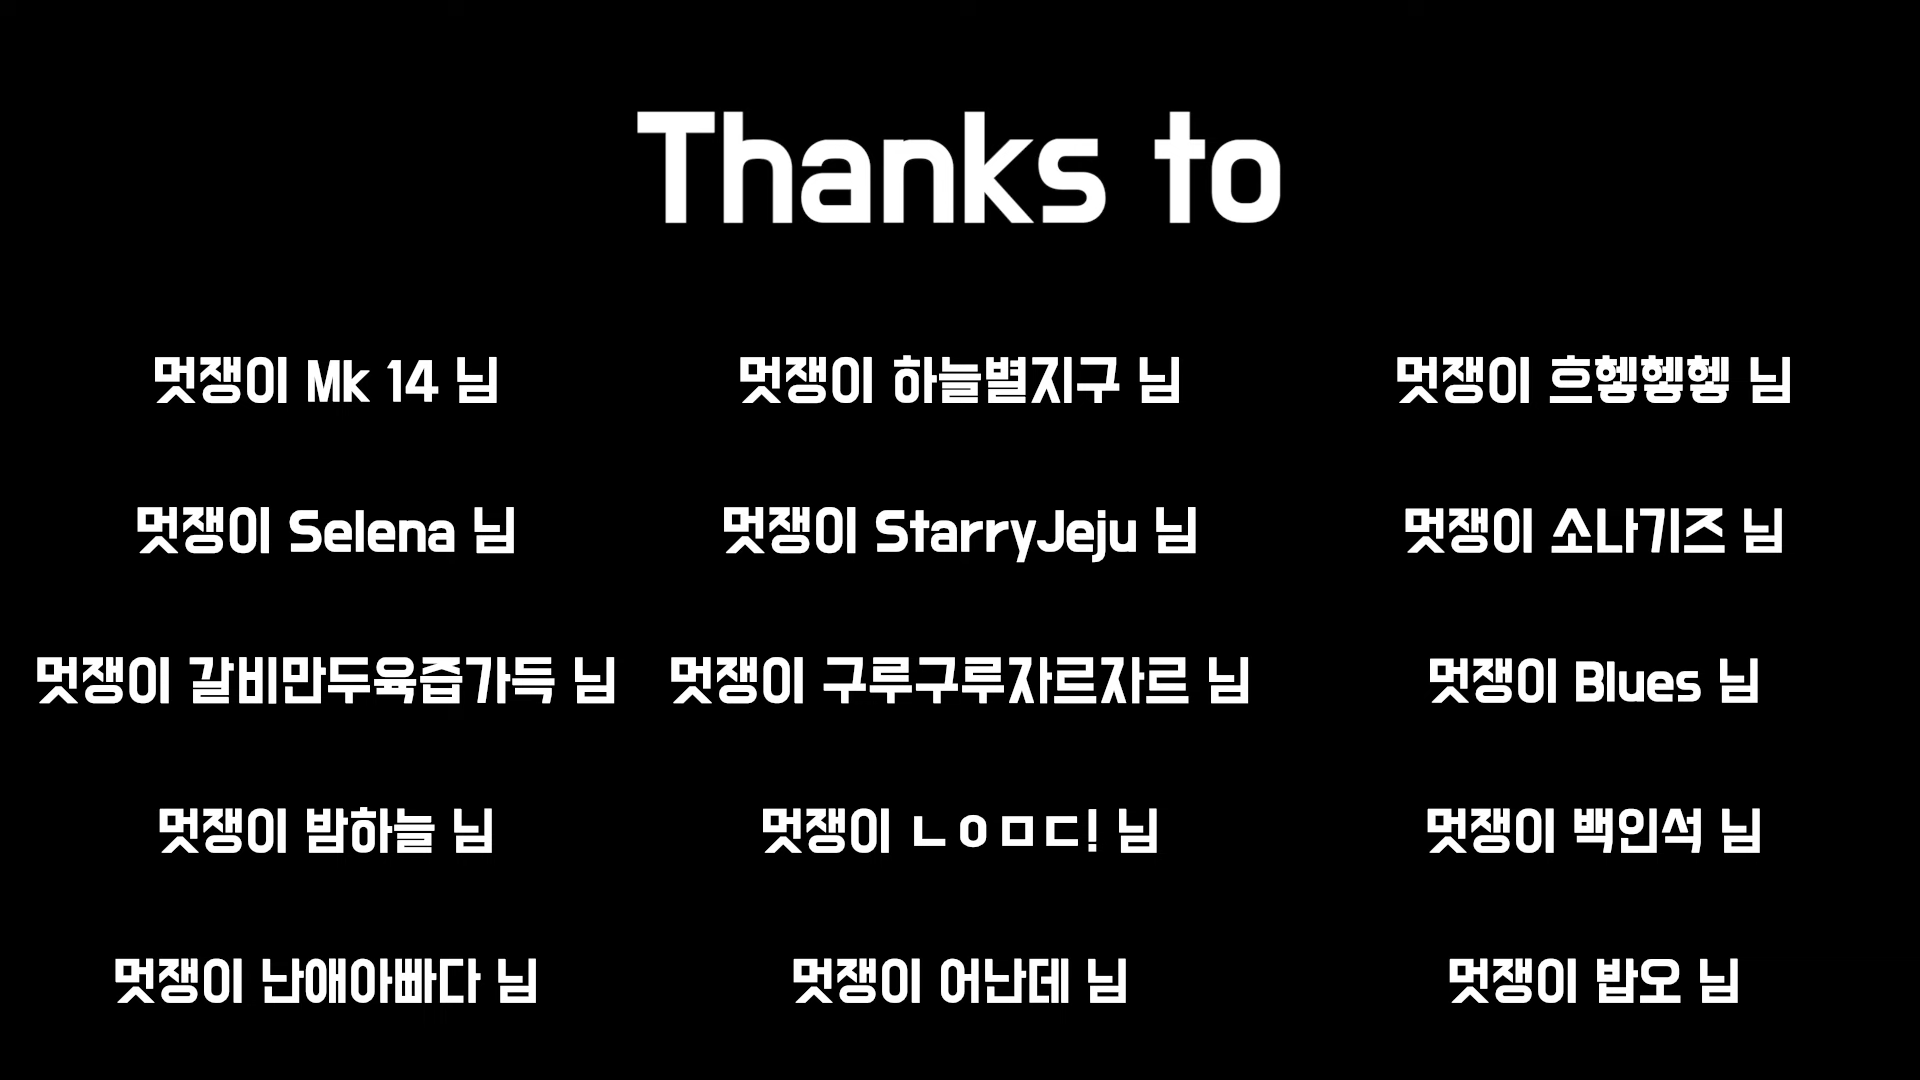 Thanks to
멋쟁이 Mk 14 님
멋쟁이 하늘별지구 님
멋쟁이 흐헿헿헿 님
멋쟁이 Selena 님
멋쟁이 StarryJeju 님
멋쟁이 소나기즈 님
멋쟁이 갈비만두육즙가득 님
멋쟁이 구루구루자르자르 님
멋쟁이 Blues 님
멋쟁이 밤하늘 님
멋쟁이 ㄴㅇㅁㄷ! 님
멋쟁이 백인석 님
멋쟁이 난애아빠다 님
멋쟁이 어난데 님
멋쟁이 밥오 님